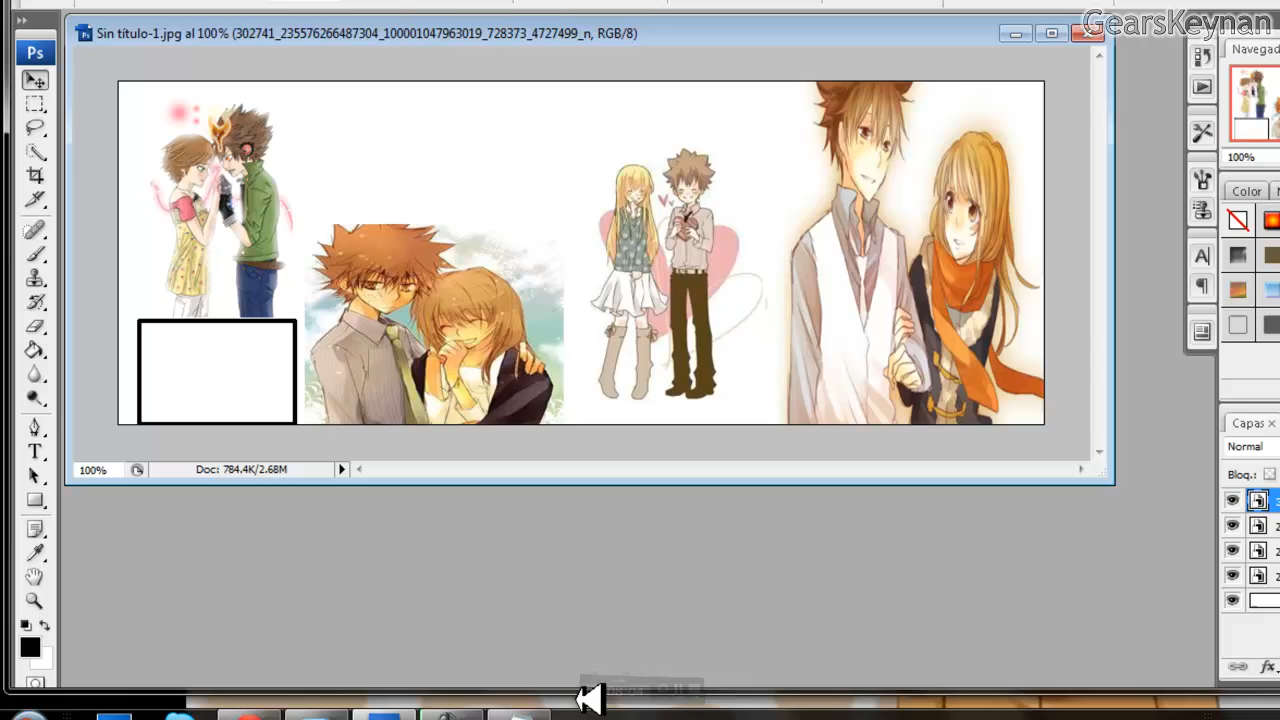 GearsKeynan
Ps
Sin título-1.jpg al 100% (302741_235576266487304_100001047963019_728373_4727499_n, RGB/8)
Navegad
100%
Color
Capas ×
Normal
Bloq.:
100%
Doc: 784.4K/2.68M